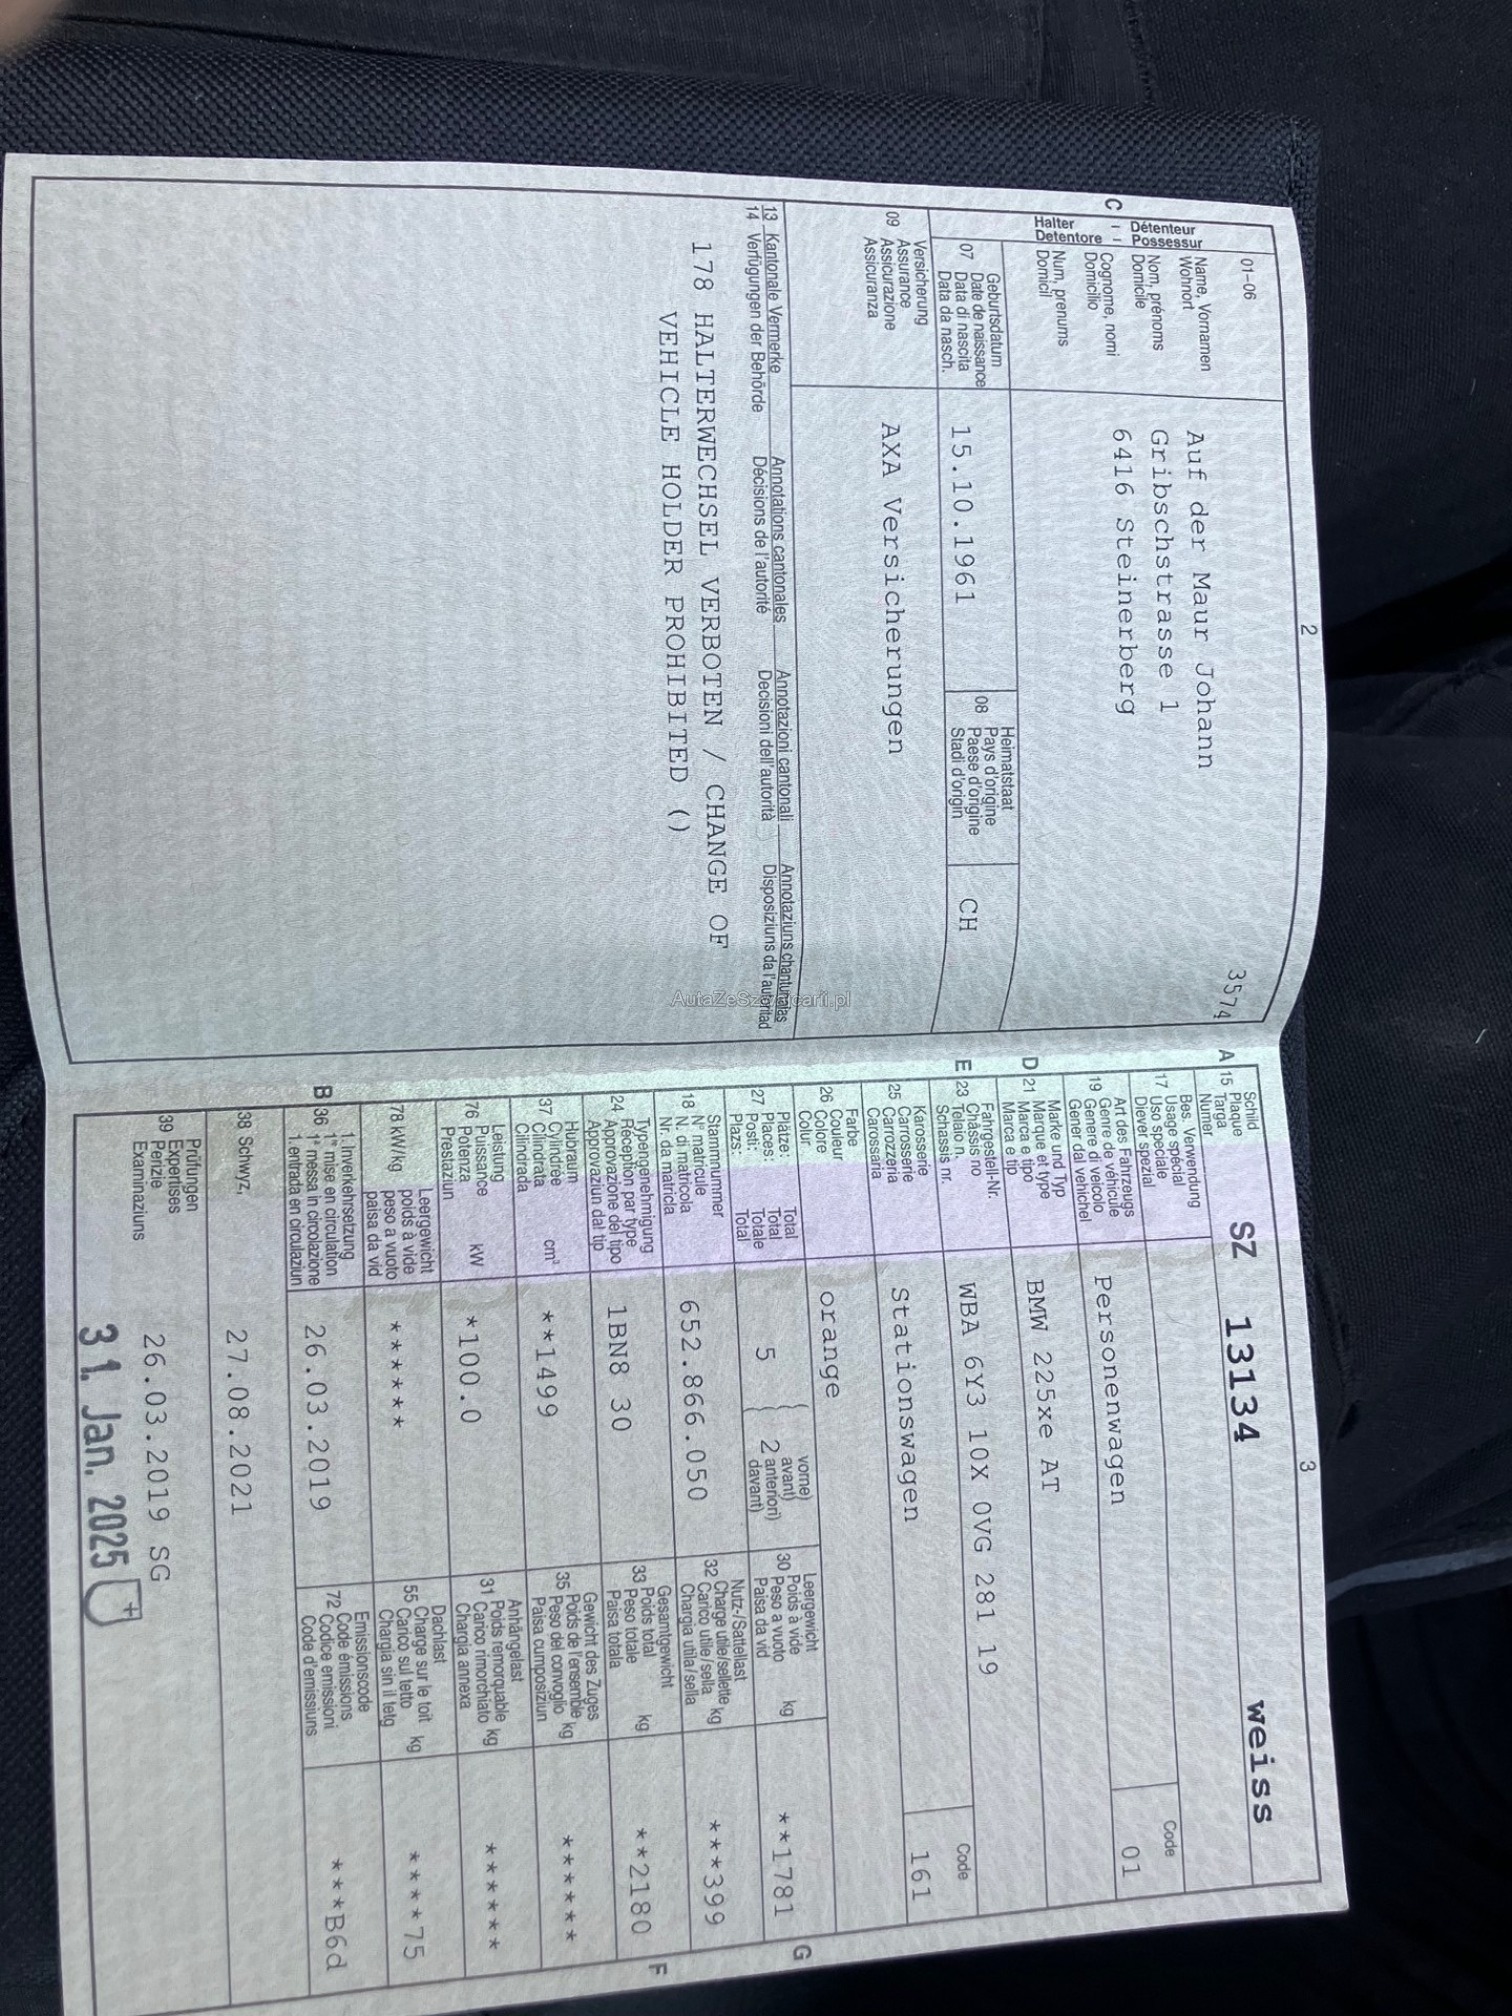 2
01-06
3574
Détenteur
Possessur
C
Halter
Detentore
Name, Vornamen
Wohnort
Nom, prénoms
Domicile
Cognome, nomi
Domicilio
Num, prenums
Domicil
Auf der Maur Johann
Gribschstrasse 1
6416 Steinerberg
Geburtsdatum
07 Date de naissance
Data di nascita
Data da nasch.
15.10.1961
Heimatstaat
08 Pays d'origine
Paese d'origine
Stadi d'origin
CH
Versicherung
09 Assurance
Assicurazione
Assicuranza
AXA Versicherungen
13 Kantonale Vermerke Annotations cantonales Annotazioni cantonali Annotaziuns chantunalas
14 Verfügungen der Behörde Décisions de l'autorité Decisioni dell'autorità Disposiziuns da l'autoritad
178 HALTERWECHSEL VERBOTEN / CHANGE OF
VEHICLE HOLDER PROHIBITED ()
AutaZeSzwajcarii.pl
3
Schild
A 15 Plaque
Targa
Numer
SZ 13134 weiss
Bes. Verwendung
17 Usage spécial
Uso speciale
Diever spezial
Code
Art des Fahrzeugs
19 Genre de véhicule
Genere di veicolo
Gener dal vehichel
Personenwagen
01
Marke und Typ
D 21 Marque et type
Marca e tipo
Marca e tip
BMW 225xe AT
Fahrgestell-Nr.
E 23 Châssis no
Telaio n.
Schassis nr.
WBA 6Y3 10X 0VG 281 19
Code
Karosserie
25 Carrosserie
Carrozzeria
Carossaria
Stationswagen
161
Farbe
26 Couleur
Colore
Colur
orange
Plätze: Total
27 Places: Total
Posti: Totale
Plazs: Total
5
2
vorne)
avant)
anteriori)
davant)
Leergewicht
30 Poids à vide
Peso a vuoto
Paisa da vid
kg
**1781
G
Stammnummer
18 N° matricule
N. di matricola
Nr. da matricla
652.866.050
Nutz-/Sattellast
32 Charge utile/sellette kg
Carico utile/sella
Chargia utila/sella
***399
Typengenehmigung
24 Réception par type
Approvazione del tipo
Approvaziun dal tip
1BN8 30
Gesamtgewicht
33 Poids total
Peso totale
Paisa totala
kg
**2180
F
Hubraum
37 Cylindrée
Cilindrata
Cilindrada
cm³
**1499
Gewicht des Zuges
35 Poids de l'ensemble kg
Peso del convoglio
Paisa cumposiziun
******
Leistung
76 Puissance
Potenza
Prestaziun
kW
*100.0
Anhängelast
31 Poids remorquable kg
Carico rimorchiato
Chargia annexa
******
78 kW/kg
Leergewicht
poids à vide
peso a vuoto
paisa da vid
******
Dachlast
55 Charge sur le toit
Carico sul tetto
Chargia sin il tetg
kg
****75
B 36
1. Inverkehrsetzung
1re mise en circulation
1a messa in circolazione
1. entrada en circulaziun
26.03.2019
Emissionscode
72 Code émissions
Codice emissioni
Code d'emissiuns
***B6d
38 Schwyz,
27.08.2021
Prüfungen
39 Expertises
Perizie
Examinaziuns
26.03.2019 SG
31. Jan. 2025